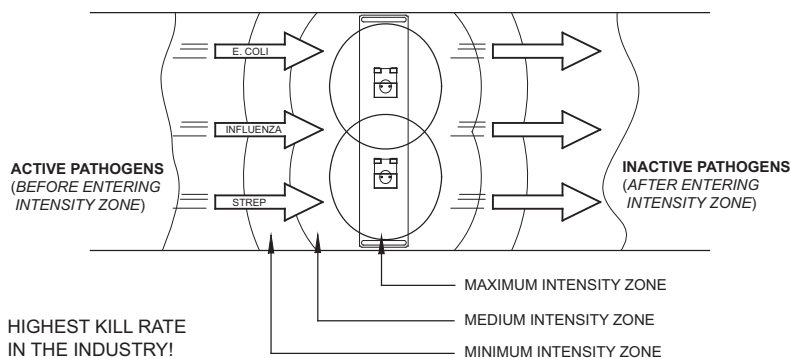 E. COLI
INFLUENZA
STREP
ACTIVE PATHOGENS
(BEFORE ENTERING
INTENSITY ZONE)
INACTIVE PATHOGENS
(AFTER ENTERING
INTENSITY ZONE)
MAXIMUM INTENSITY ZONE
MEDIUM INTENSITY ZONE
MINIMUM INTENSITY ZONE
HIGHEST KILL RATE
IN THE INDUSTRY!